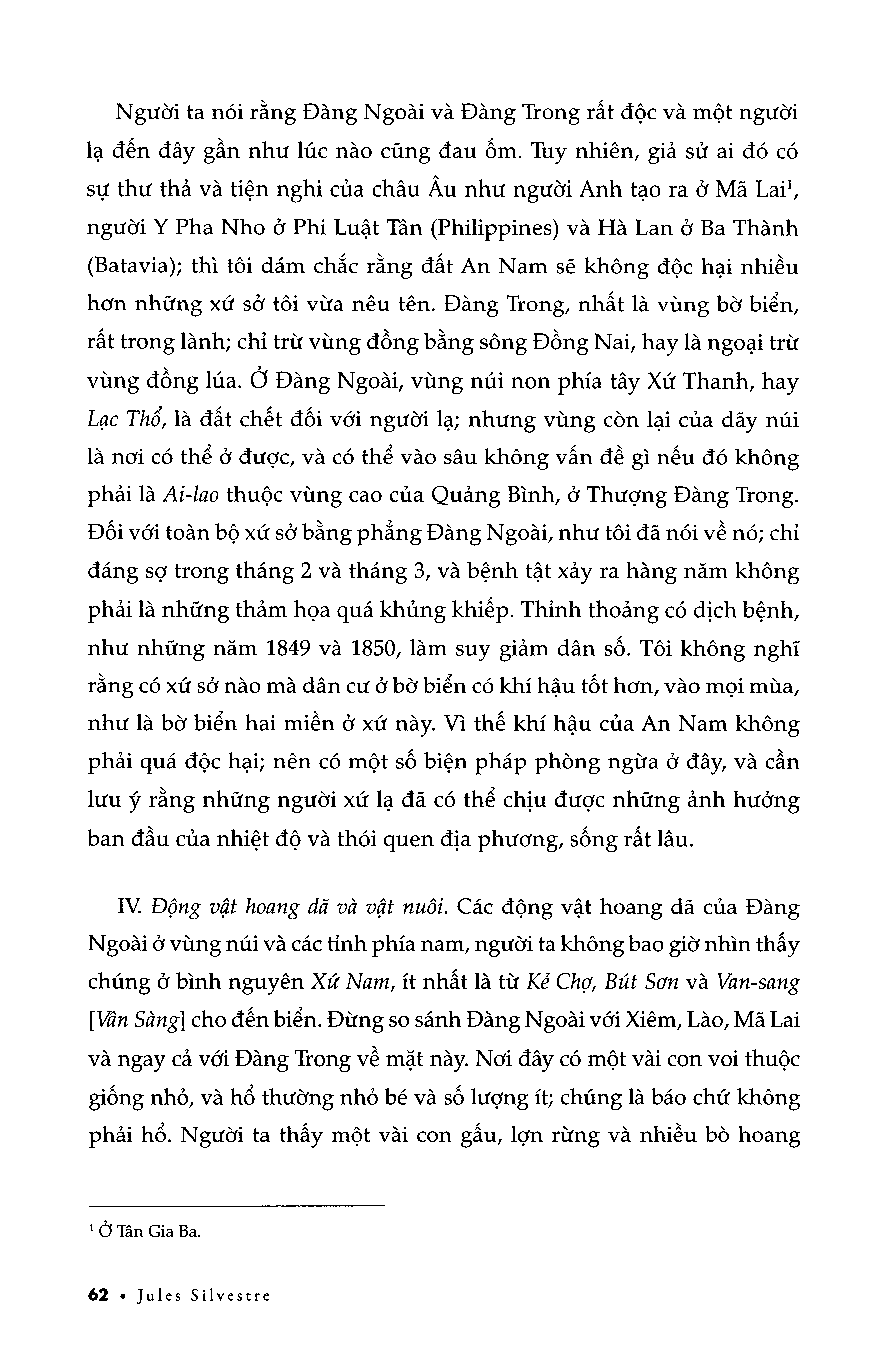 Người ta nói rằng Đàng Ngoài và Đàng Trong rất độc và một người
lạ đến đây gần như lúc nào cũng đau ốm. Tuy nhiên, giả sử ai đó có
sự thư thả và tiện nghi của châu Âu như người Anh tạo ra ở Mã Lai¹,
người Y Pha Nho ở Phi Luật Tân (Philippines) và Hà Lan ở Ba Thành
(Batavia); thì tôi dám chắc rằng đất An Nam sẽ không độc hại nhiều
hơn những xứ sở tôi vừa nêu tên. Đàng Trong, nhất là vùng bờ biển,
rất trong lành; chỉ trừ vùng đồng bằng sông Đồng Nai, hay là ngoại trừ
vùng đồng lúa. Ở Đàng Ngoài, vùng núi non phía tây Xứ Thanh, hay
Lạc Thổ, là đất chết đối với người lạ; nhưng vùng còn lại của dãy núi
là nơi có thể ở được, và có thể vào sâu không vấn đề gì nếu đó không
phải là Ai-lao thuộc vùng cao của Quảng Bình, ở Thượng Đàng Trong.
Đối với toàn bộ xứ sở bằng phẳng Đàng Ngoài, như tôi đã nói về nó; chỉ
đáng sợ trong tháng 2 và tháng 3, và bệnh tật xảy ra hàng năm không
phải là những thảm họa quá khủng khiếp. Thỉnh thoảng có dịch bệnh,
như những năm 1849 và 1850, làm suy giảm dân số. Tôi không nghĩ
rằng có xứ sở nào mà dân cư ở bờ biển có khí hậu tốt hơn, vào mọi mùa,
như là bờ biển hai miền ở xứ này. Vì thế khí hậu của An Nam không
phải quá độc hại; nên có một số biện pháp phòng ngừa ở đây, và cần
lưu ý rằng những người xứ lạ đã có thể chịu được những ảnh hưởng
ban đầu của nhiệt độ và thói quen địa phương, sống rất lâu.
IV. Động vật hoang dã và vật nuôi. Các động vật hoang dã của Đàng
Ngoài ở vùng núi và các tỉnh phía nam, người ta không bao giờ nhìn thấy
chúng ở bình nguyên Xứ Nam, ít nhất là từ Kẻ Chợ, Bút Sơn và Van-sang
[Vân Sàng] cho đến biển. Đừng so sánh Đàng Ngoài với Xiêm, Lào, Mã Lai
và ngay cả với Đàng Trong về mặt này. Nơi đây có một vài con voi thuộc
giống nhỏ, và hổ thường nhỏ bé và số lượng ít; chúng là báo chứ không
phải hổ. Người ta thấy một vài con gấu, lợn rừng và nhiều bò hoang
¹ Ở Tân Gia Ba.
62 • Jules Silvestre